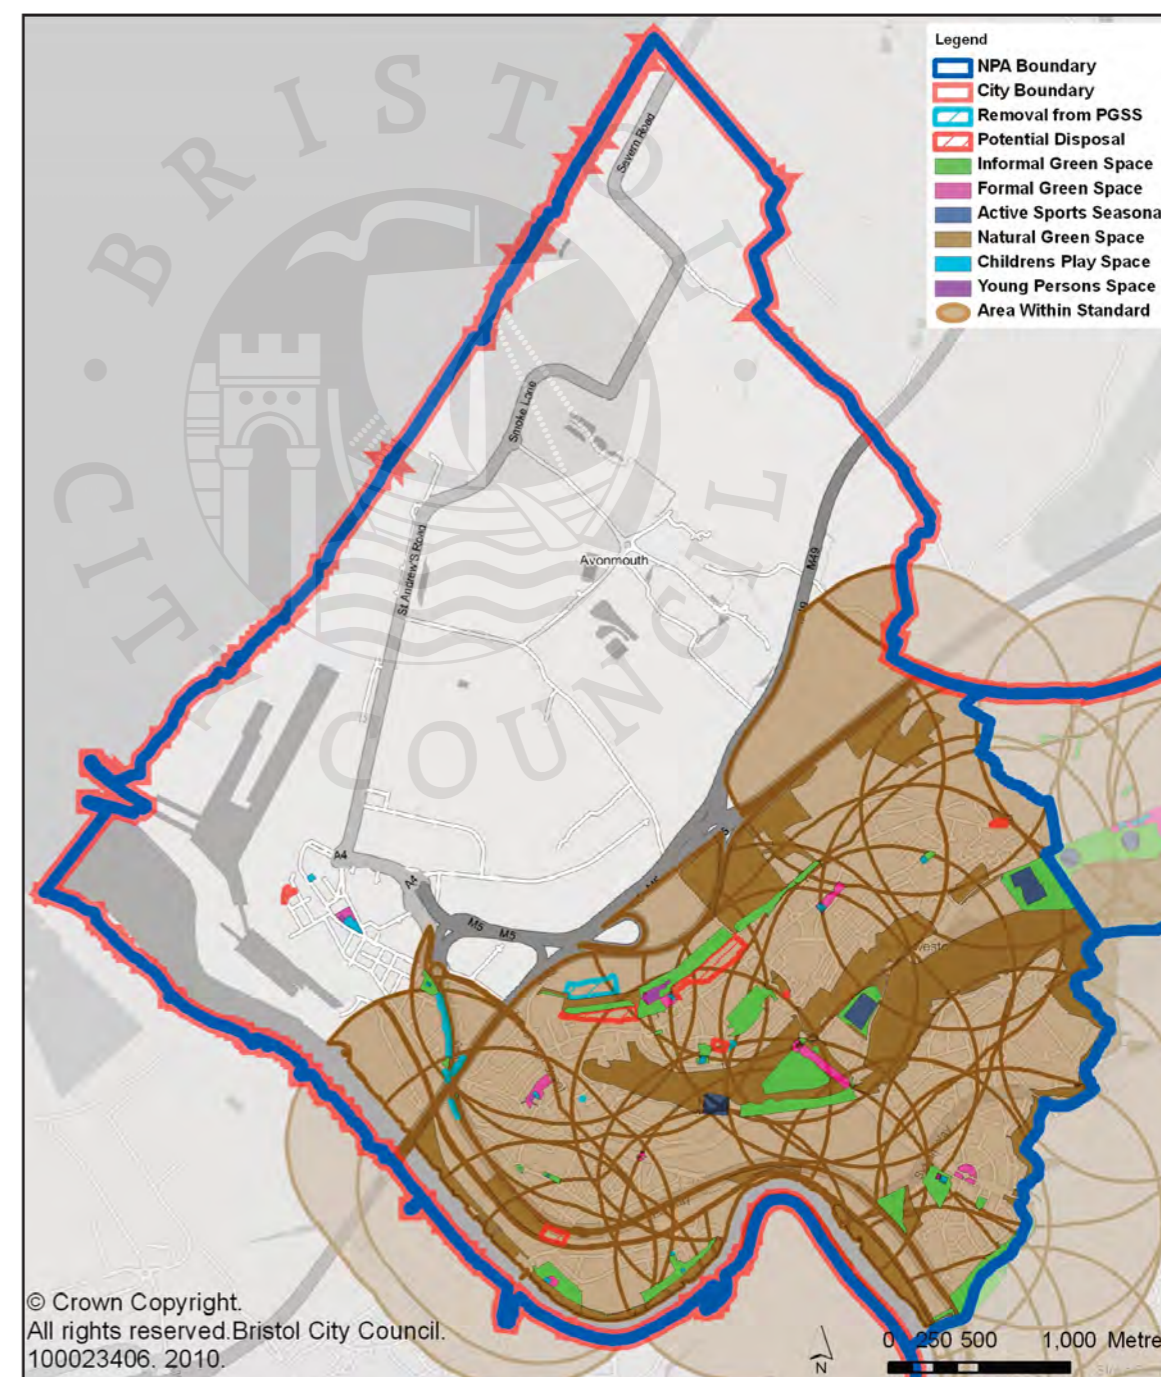 Legend
NPA Boundary
City Boundary
Removal from PGSS
Potential Disposal
Informal Green Space
Formal Green Space
Active Sports Seasona
Natural Green Space
Childrens Play Space
Young Persons Space
Area Within Standard
BRISTOL
CITY COUNCIL
Severn Road
Smoke Lane
St Andrew'S Road
Avonmouth
M49
A4
A4
M5 M5
© Crown Copyright.
All rights reserved.Bristol City Council.
100023406. 2010.
0 250 500 1,000 Metre
N